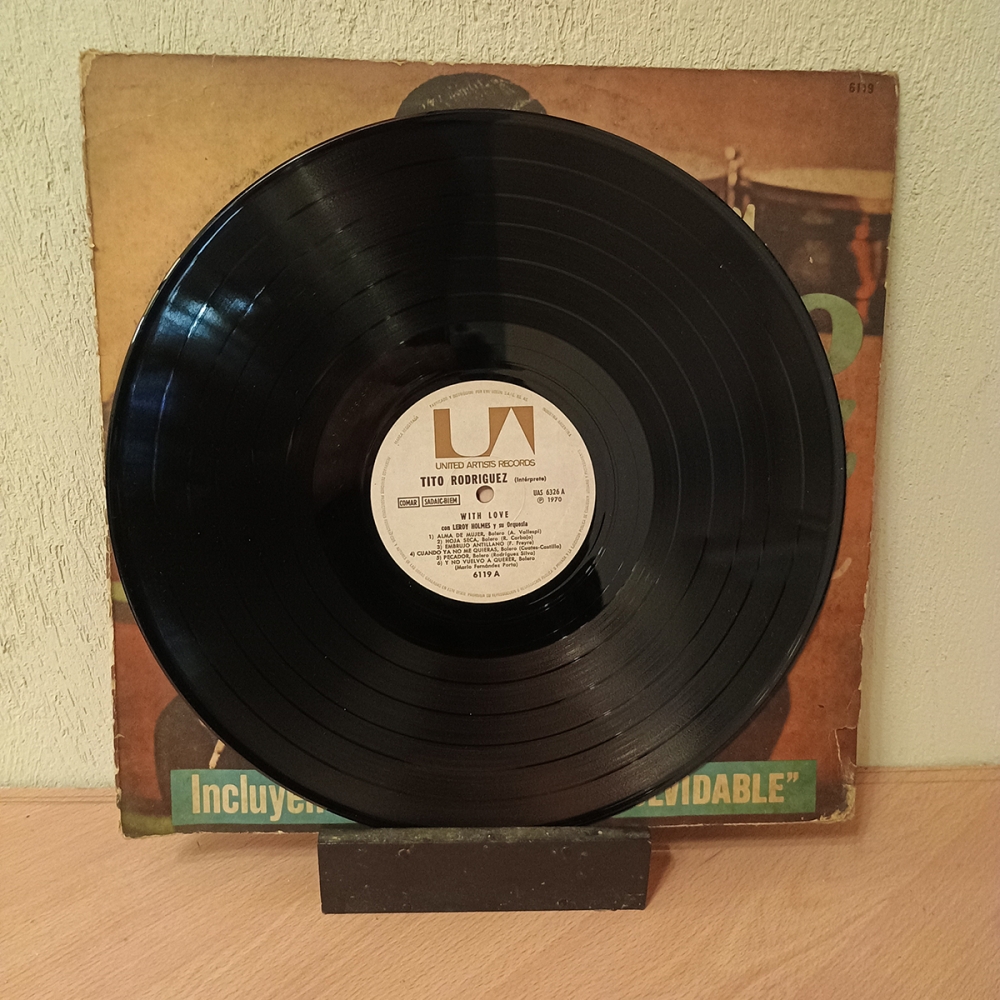 6119
UA
UNITED ARTISTS RECORDS
TITO RODRIGUEZ (Intérprete)
COMAR SADAIC-BIEM
UAS 6326 A
℗ 1970
WITH LOVE
con LEROY HOLMES y su Orquesta
1) ALMA DE MUJER, Bolero (A. Vallespi)
2) HOJA SECA, Bolero (R. Carbajo)
3) EMBRUJO ANTILLANO (P. Freyre)
4) CUANDO YA NO ME QUIERAS, Bolero (Coates-Castilla)
5) PECADOR, Bolero (Rodríguez Silva)
6) Y NO VUELVO A QUERER, Bolero
(Mario Fernández Porta)
6119 A
Incluyen
LVIDABLE”